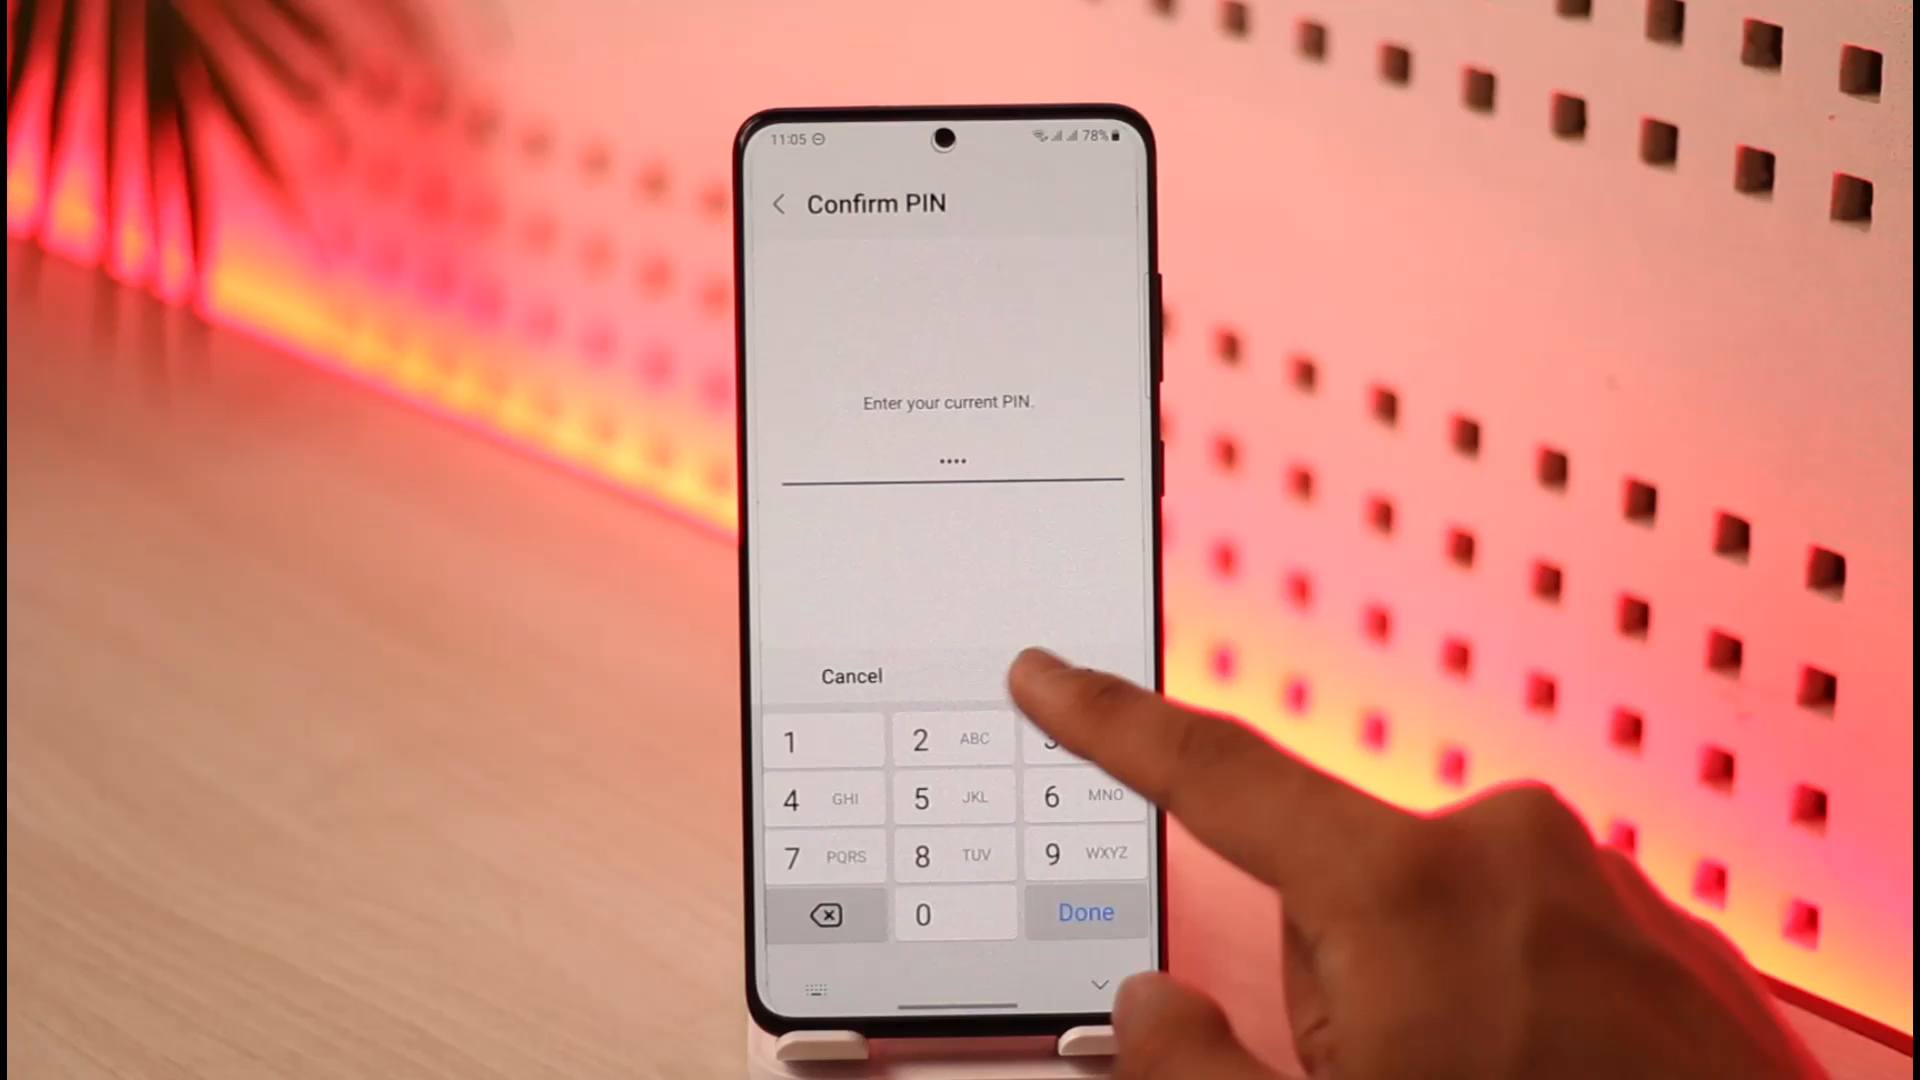 11:05 78%
Confirm PIN
Enter your current PIN.
Cancel
1 2 ABC 3
4 GHI 5 JKL 6 MNO
7 PQRS 8 TUV 9 WXYZ
0 Done